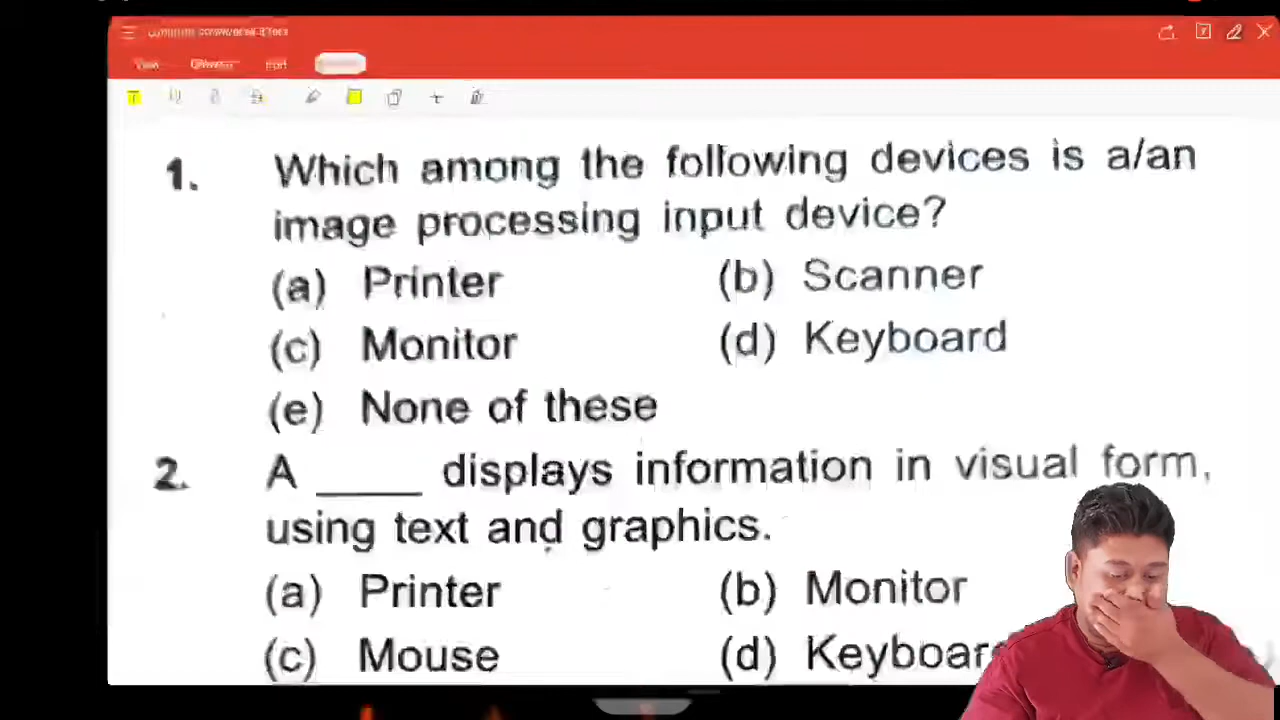 1. Which among the following devices is a/an
image processing input device?
(a) Printer (b) Scanner
(c) Monitor (d) Keyboard
(e) None of these
2. A _____ displays information in visual form,
using text and graphics.
(a) Printer (b) Monitor
(c) Mouse (d) Keyboar